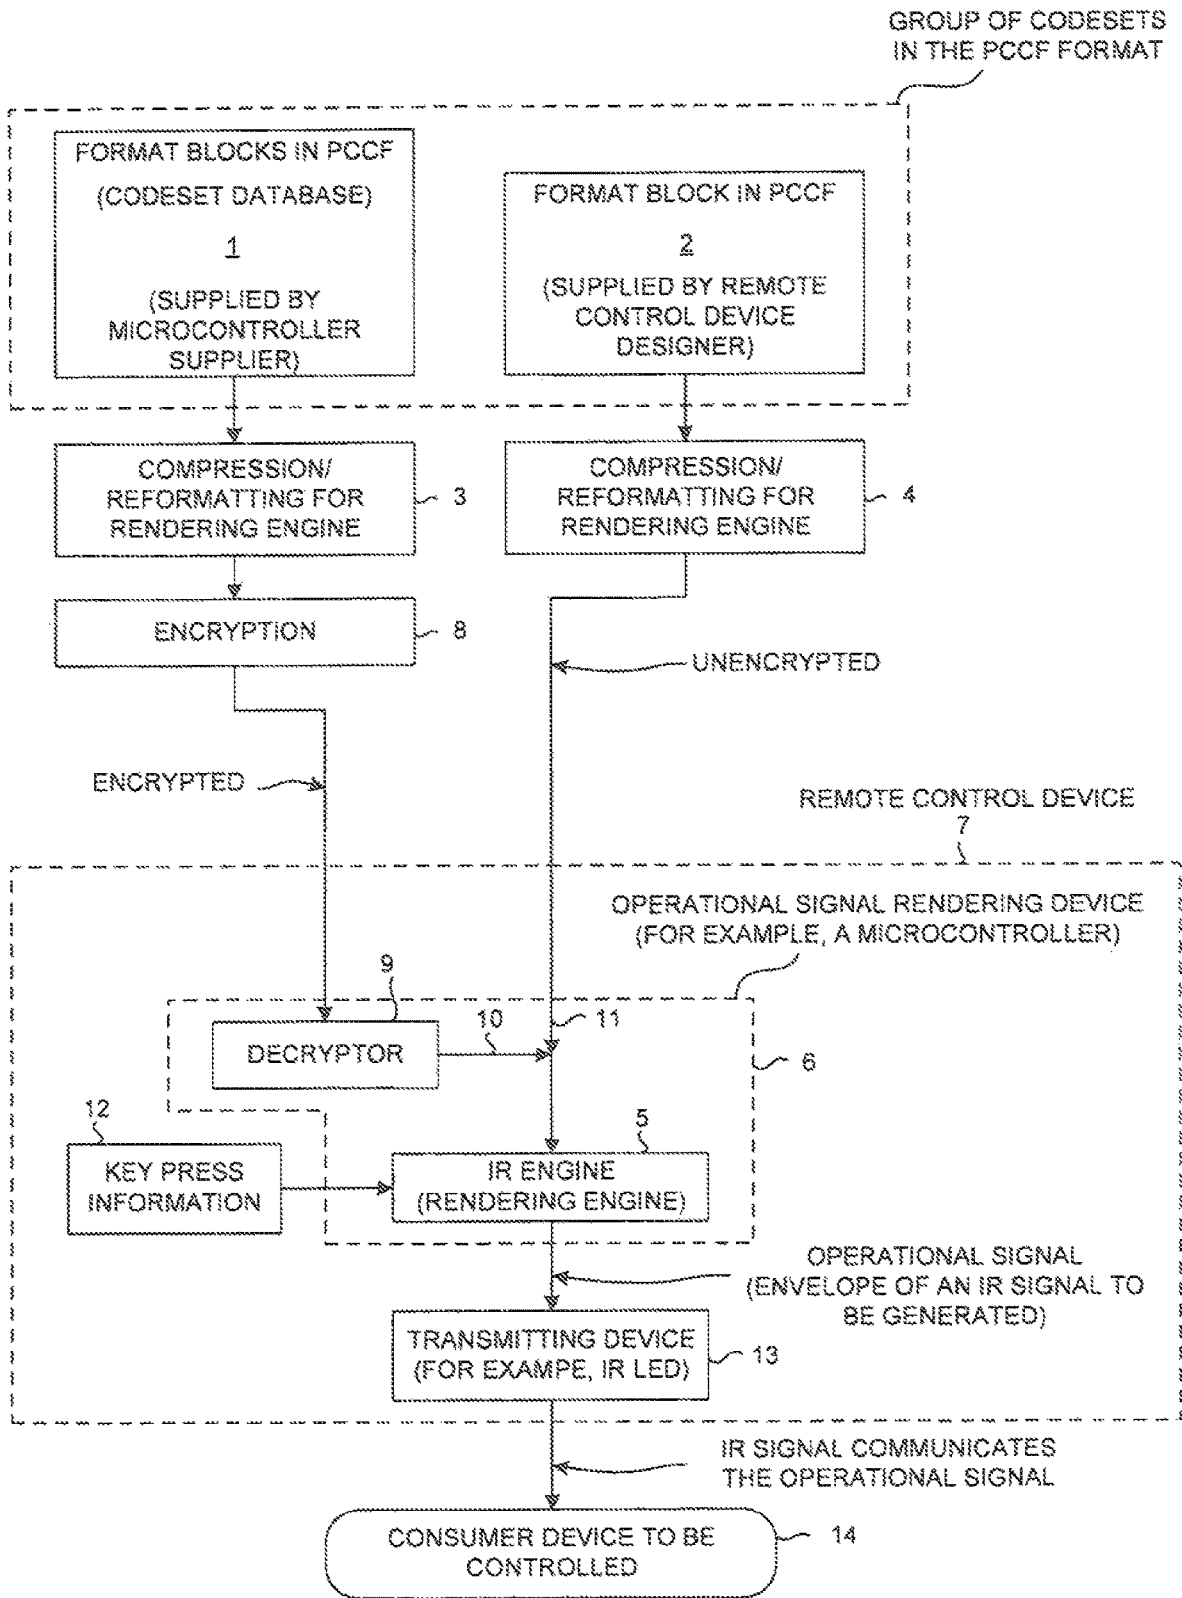 GROUP OF CODESETS
IN THE PCCF FORMAT
FORMAT BLOCKS IN PCCF
(CODESET DATABASE)
1
(SUPPLIED BY
MICROCONTROLLER
SUPPLIER)
FORMAT BLOCK IN PCCF
2
(SUPPLIED BY REMOTE
CONTROL DEVICE
DESIGNER)
COMPRESSION/
REFORMATTING FOR
RENDERING ENGINE
3
COMPRESSION/
REFORMATTING FOR
RENDERING ENGINE
4
ENCRYPTION
8
UNENCRYPTED
ENCRYPTED
REMOTE CONTROL DEVICE
7
OPERATIONAL SIGNAL RENDERING DEVICE
(FOR EXAMPLE, A MICROCONTROLLER)
9
DECRYPTOR
10
11
6
12
KEY PRESS
INFORMATION
5
IR ENGINE
(RENDERING ENGINE)
OPERATIONAL SIGNAL
(ENVELOPE OF AN IR SIGNAL TO
BE GENERATED)
TRANSMITTING DEVICE
(FOR EXAMPE, IR LED)
13
IR SIGNAL COMMUNICATES
THE OPERATIONAL SIGNAL
CONSUMER DEVICE TO BE
CONTROLLED
14